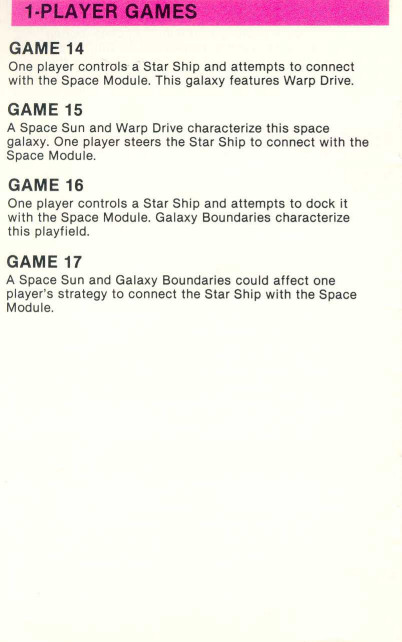 1-PLAYER GAMES
GAME 14
One player controls a Star Ship and attempts to connect
with the Space Module. This galaxy features Warp Drive.
GAME 15
A Space Sun and Warp Drive characterize this space
galaxy. One player steers the Star Ship to connect with the
Space Module.
GAME 16
One player controls a Star Ship and attempts to dock it
with the Space Module. Galaxy Boundaries characterize
this playfield.
GAME 17
A Space Sun and Galaxy Boundaries could affect one
player's strategy to connect the Star Ship with the Space
Module.